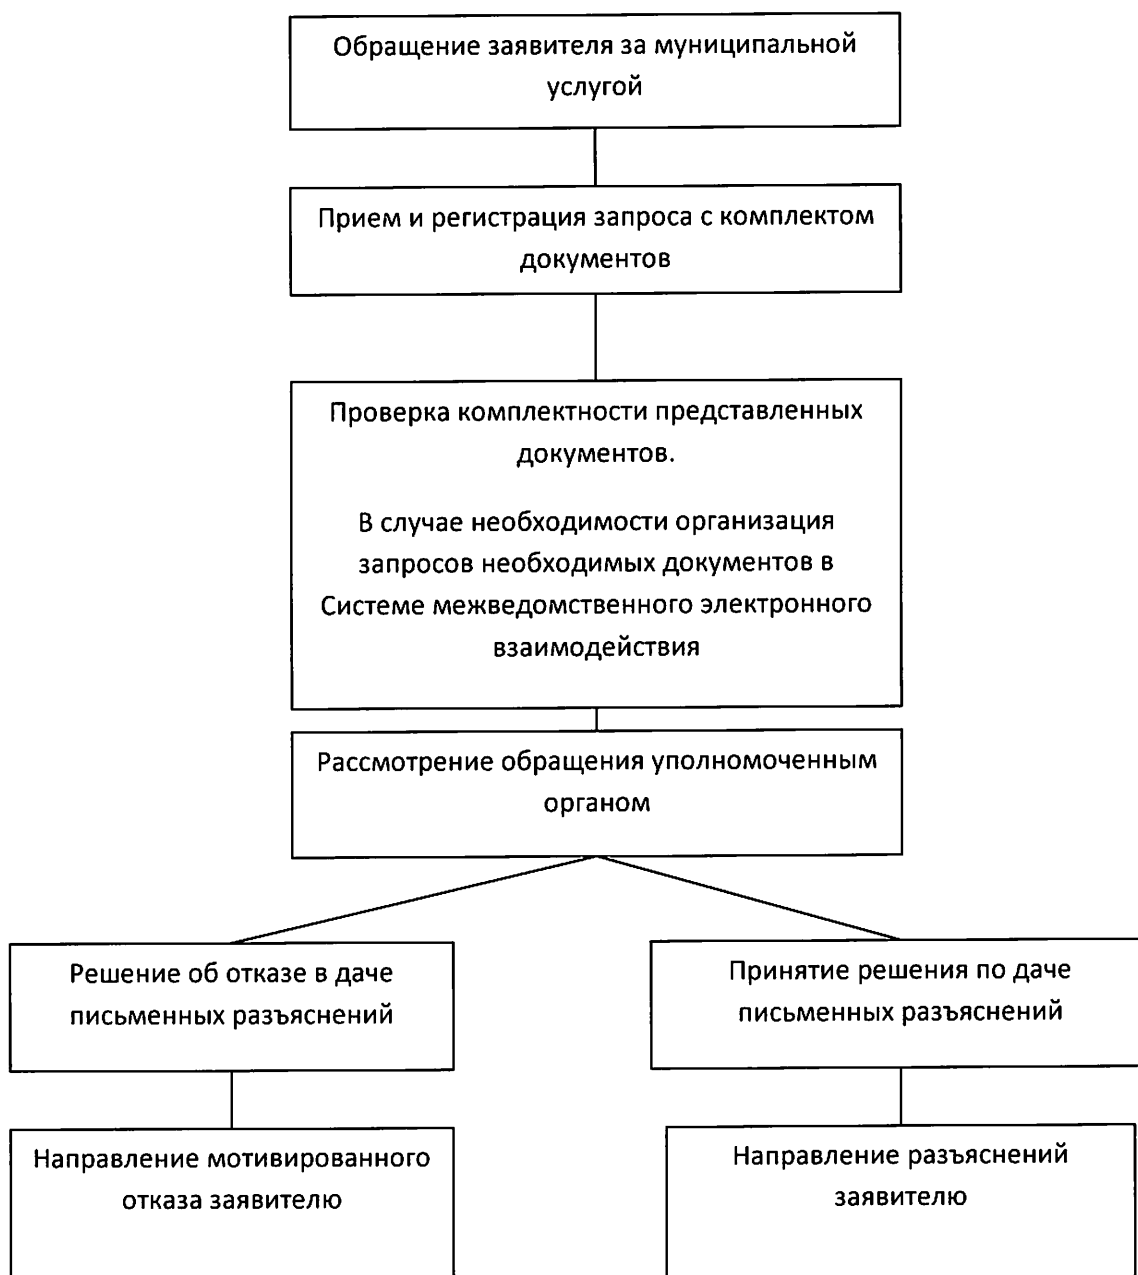 Обращение заявителя за муниципальной
услугой
Прием и регистрация запроса с комплектом
документов
Проверка комплектности представленных
документов.
В случае необходимости организация
запросов необходимых документов в
Системе межведомственного электронного
взаимодействия
Рассмотрение обращения уполномоченным
органом
Решение об отказе в даче
письменных разъяснений
Принятие решения по даче
письменных разъяснений
Направление мотивированного
отказа заявителю
Направление разъяснений
заявителю